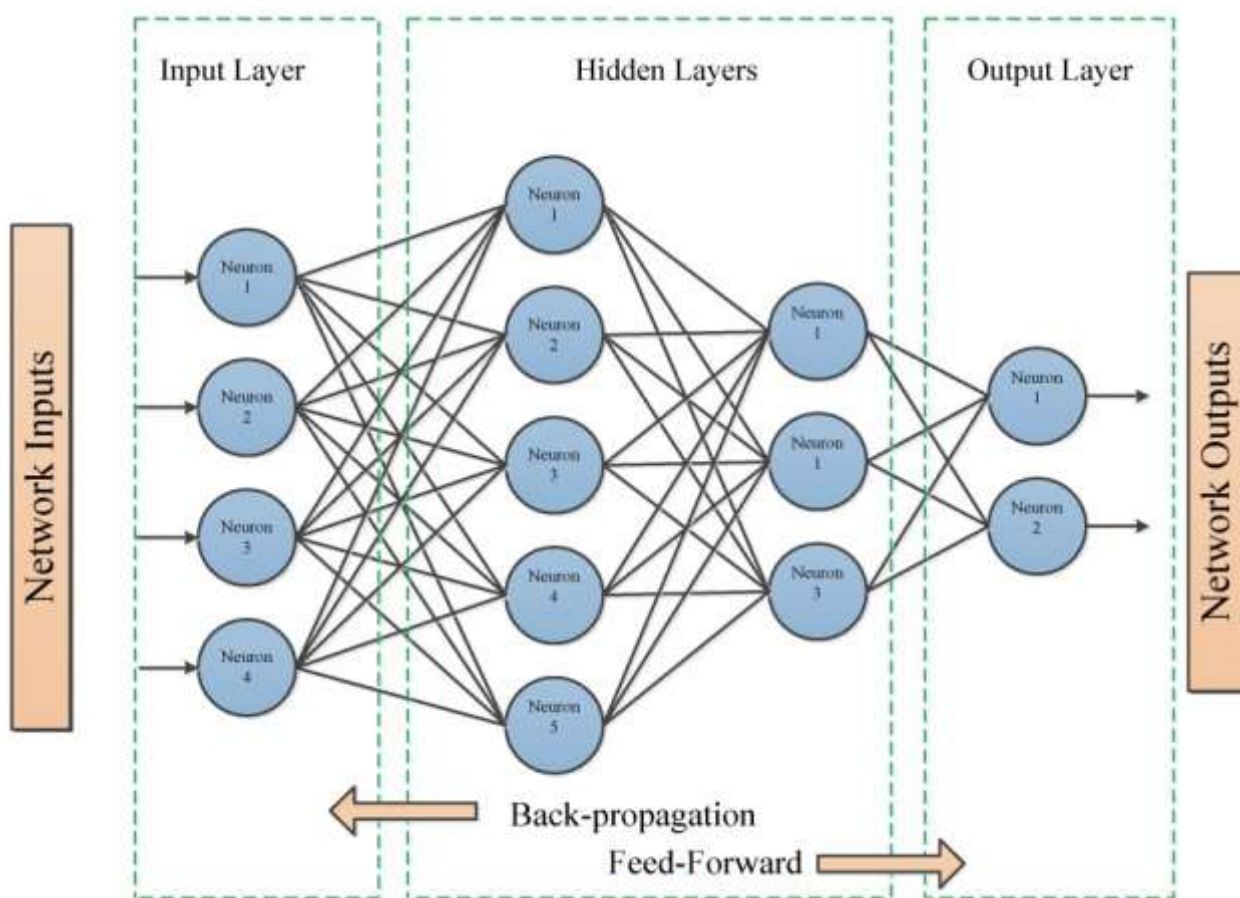 Input Layer
Hidden Layers
Output Layer
Network Inputs
Neuron
1
Neuron
2
Neuron
3
Neuron
4
Neuron
1
Neuron
2
Neuron
3
Neuron
4
Neuron
5
Neuron
1
Neuron
1
Neuron
3
Neuron
1
Neuron
2
Network Outputs
Back-propagation
Feed-Forward